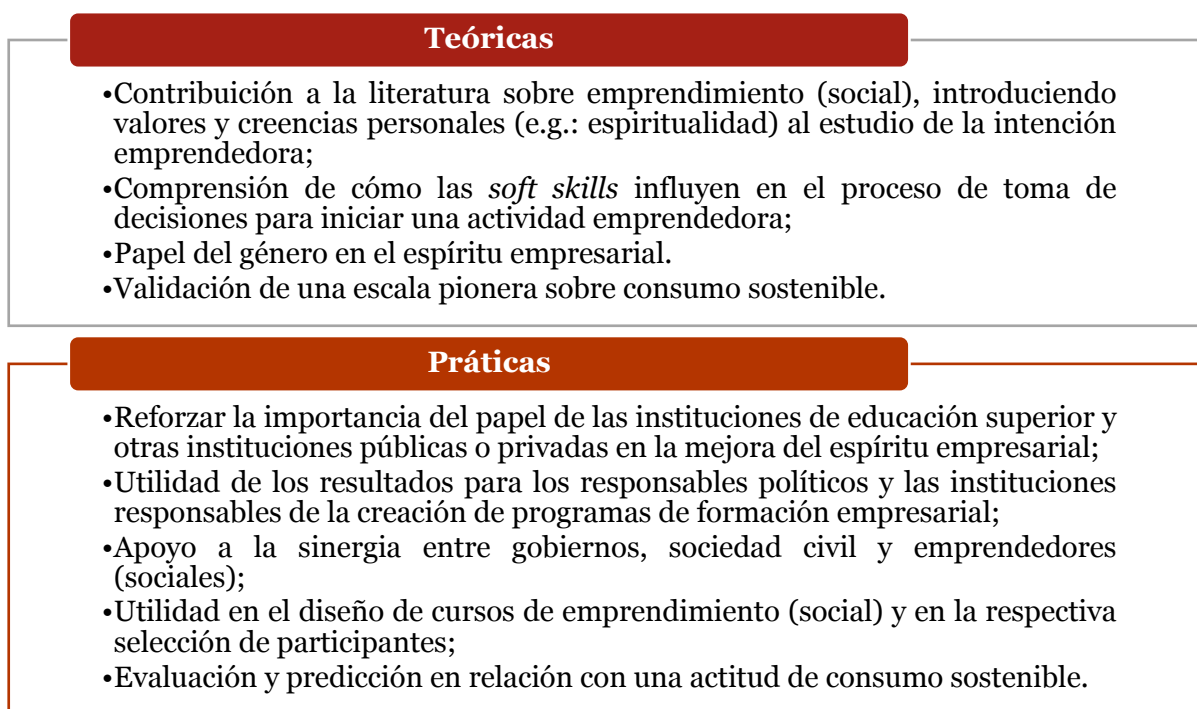 Teóricas
•Contribuición a la literatura sobre emprendimiento (social), introduciendo
valores y creencias personales (e.g.: espiritualidad) al estudio de la intención
emprendedora;
•Comprensión de cómo las soft skills influyen en el proceso de toma de
decisiones para iniciar una actividad emprendedora;
•Papel del género en el espíritu empresarial.
•Validación de una escala pionera sobre consumo sostenible.
Práticas
•Reforzar la importancia del papel de las instituciones de educación superior y
otras instituciones públicas o privadas en la mejora del espíritu empresarial;
•Utilidad de los resultados para los responsables políticos y las instituciones
responsables de la creación de programas de formación empresarial;
•Apoyo a la sinergia entre gobiernos, sociedad civil y emprendedores
(sociales);
•Utilidad en el diseño de cursos de emprendimiento (social) y en la respectiva
selección de participantes;
•Evaluación y predicción en relación con una actitud de consumo sostenible.